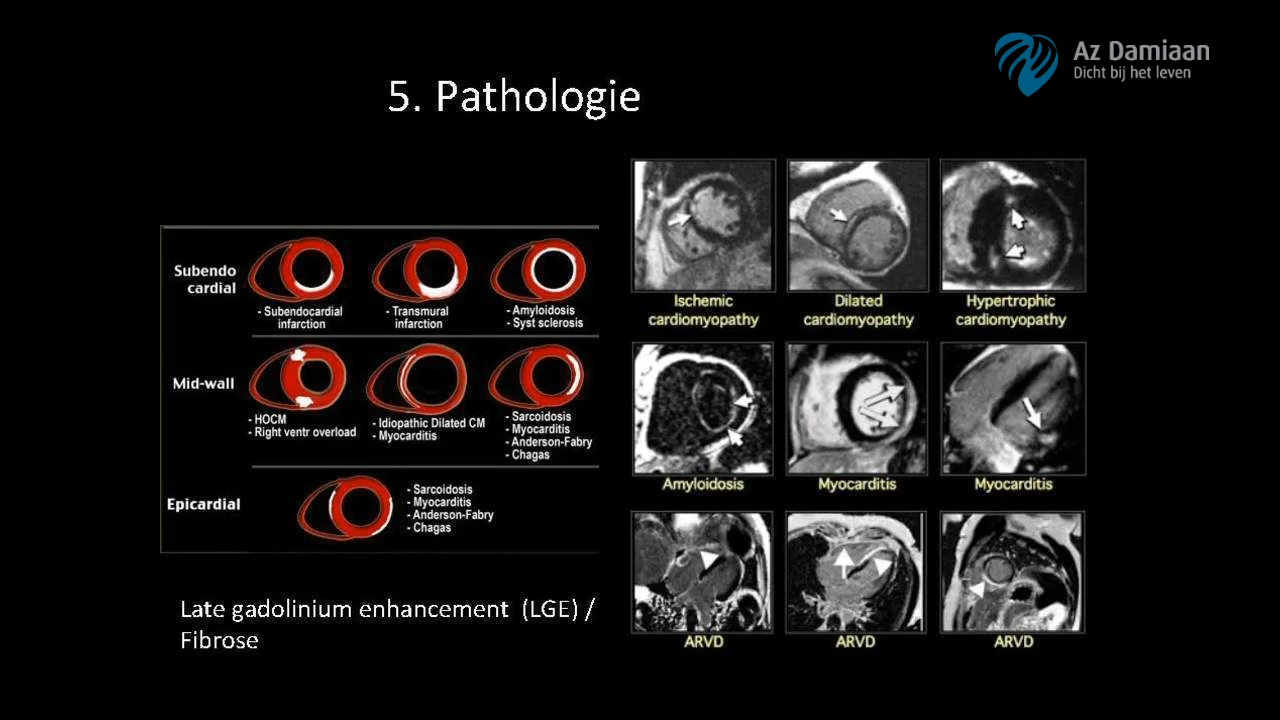 Az Damiaan
Dicht bij het leven
5. Pathologie
Subendo
cardial
- Subendocardial
infarction
- Transmural
infarction
- Amyloidosis
- Syst sclerosis
Mid-wall
- HOCM
- Right ventr overload
- Idiopathic Dilated CM
- Myocarditis
- Sarcoidosis
- Myocarditis
- Anderson-Fabry
- Chagas
Epicardial
- Sarcoidosis
- Myocarditis
- Anderson-Fabry
- Chagas
Late gadolinium enhancement (LGE) /
Fibrose
Ischemic
cardiomyopathy
Dilated
cardiomyopathy
Hypertrophic
cardiomyopathy
Amyloidosis
Myocarditis
Myocarditis
ARVD
ARVD
ARVD